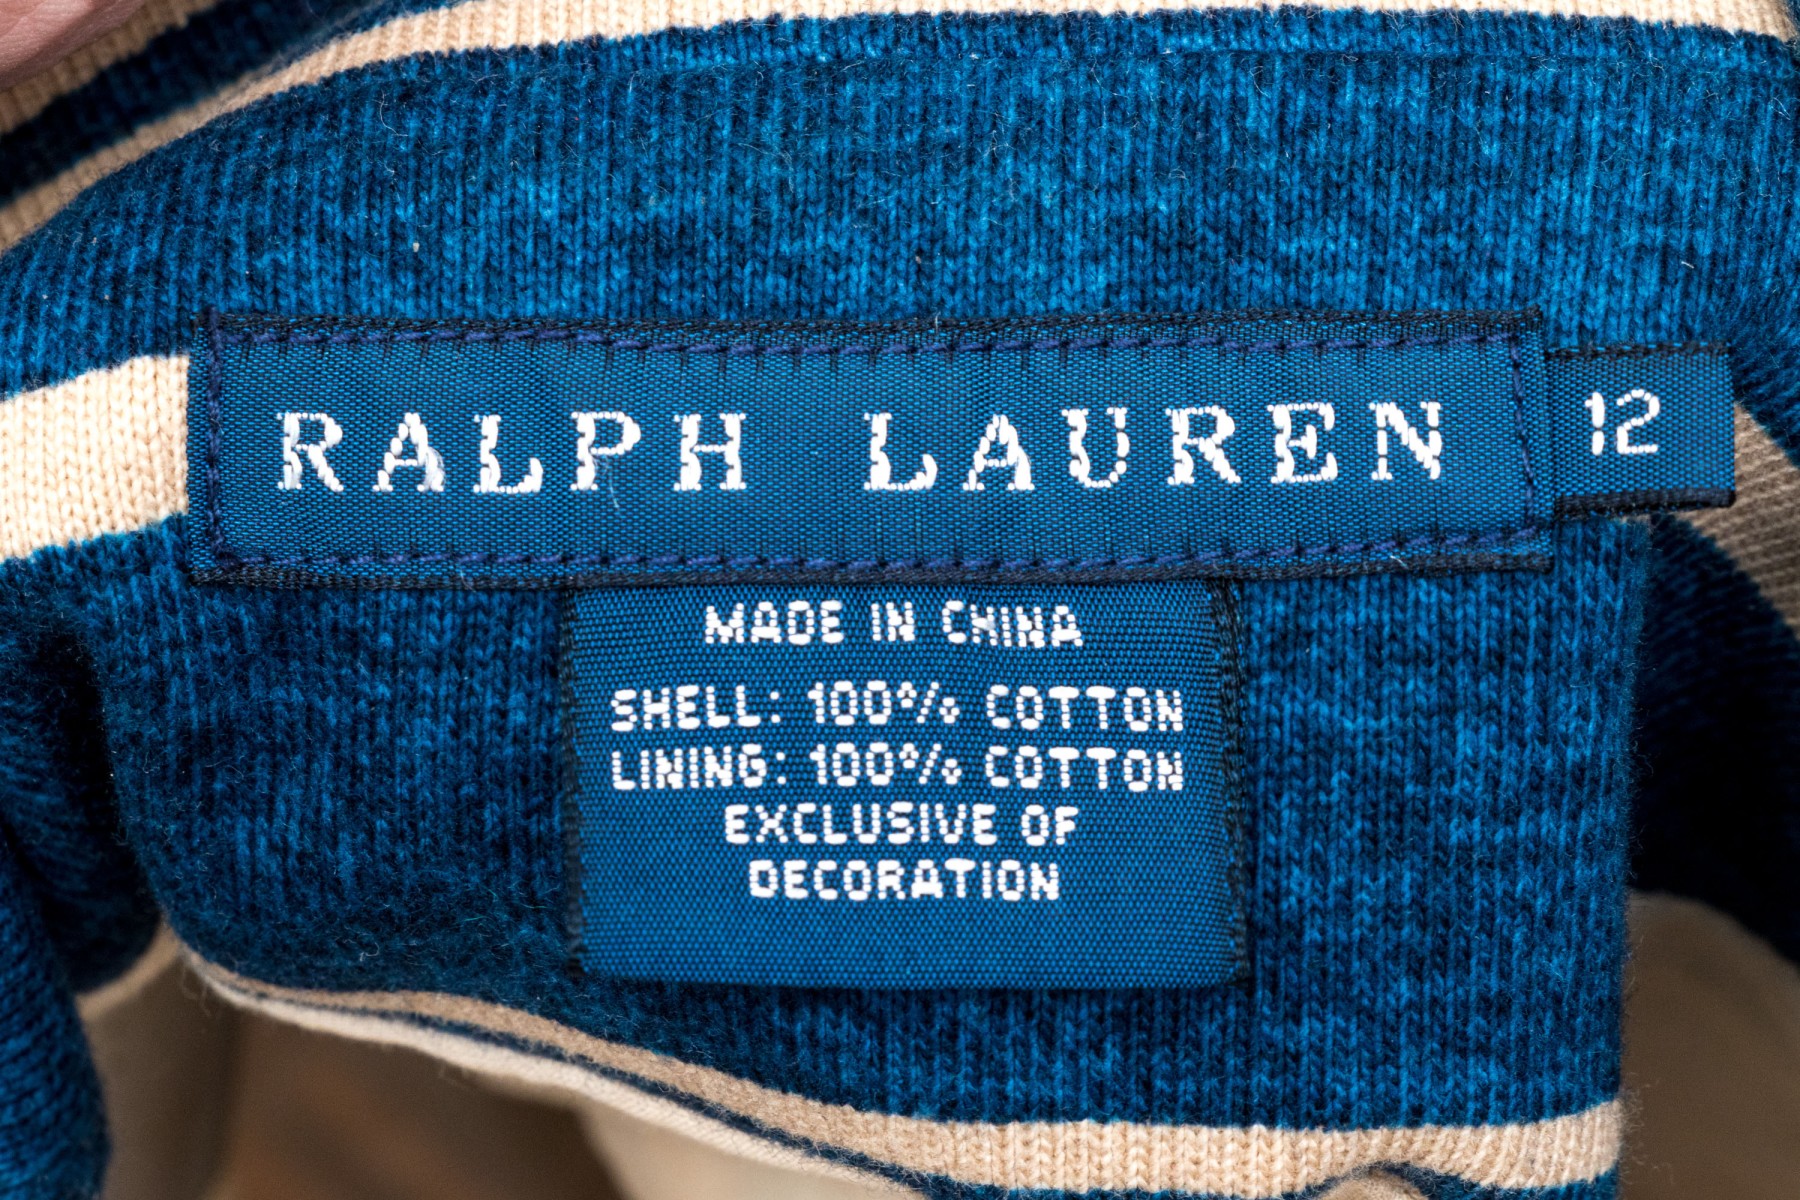 RALPH LAUREN 12
MADE IN CHINA
SHELL: 100% COTTON
LINING: 100% COTTON
EXCLUSIVE OF
DECORATION